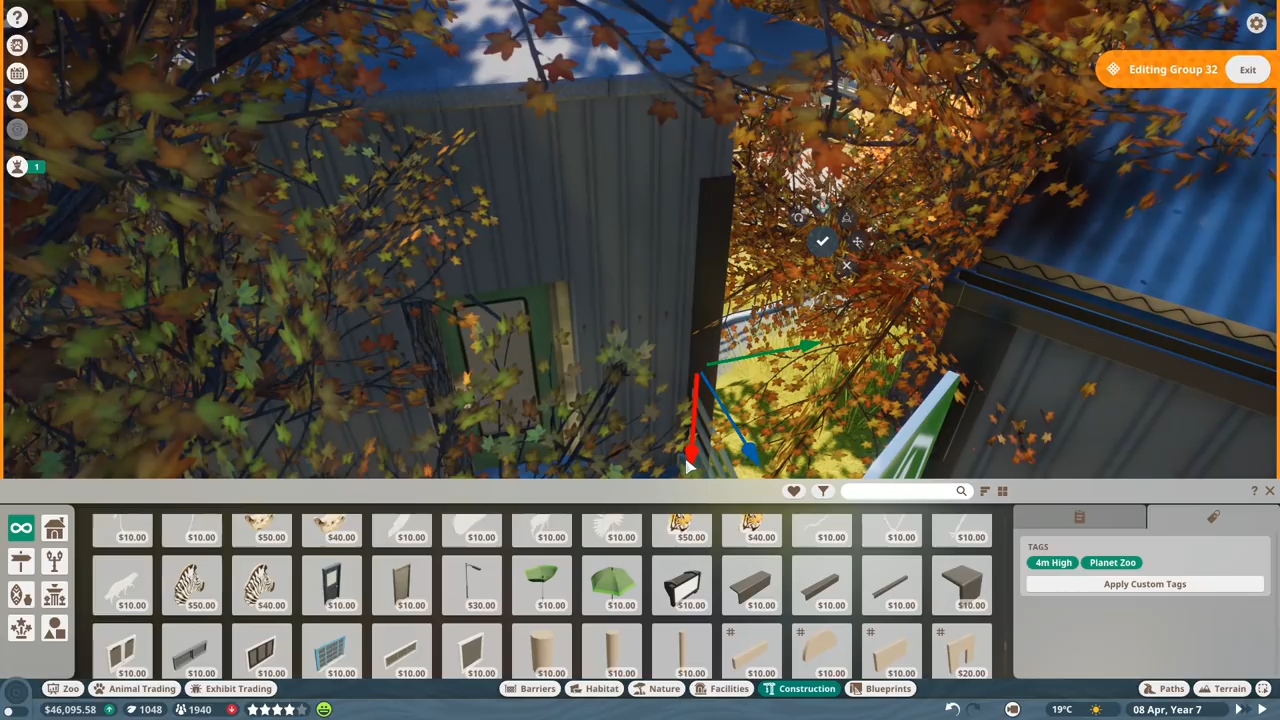 ?
Editing Group 32 Exit
1
? ×
$10.00 $10.00 $50.00 $40.00 $10.00 $10.00 $10.00 $10.00 $50.00 $40.00 $10.00 $10.00 $10.00
TAGS
4m High Planet Zoo
Apply Custom Tags
$10.00 $50.00 $40.00 $10.00 $10.00 $30.00 $10.00 $10.00 $10.00 $10.00 $10.00 $10.00 $10.00
# # # #
$10.00 $10.00 $10.00 $10.00 $10.00 $10.00 $10.00 $10.00 $10.00 $10.00 $10.00 $10.00 $20.00
Zoo Animal Trading Exhibit Trading Barriers Habitat Nature Facilities Construction Blueprints Paths Terrain
$46,095.58 1048 1940 19°C 08 Apr, Year 7